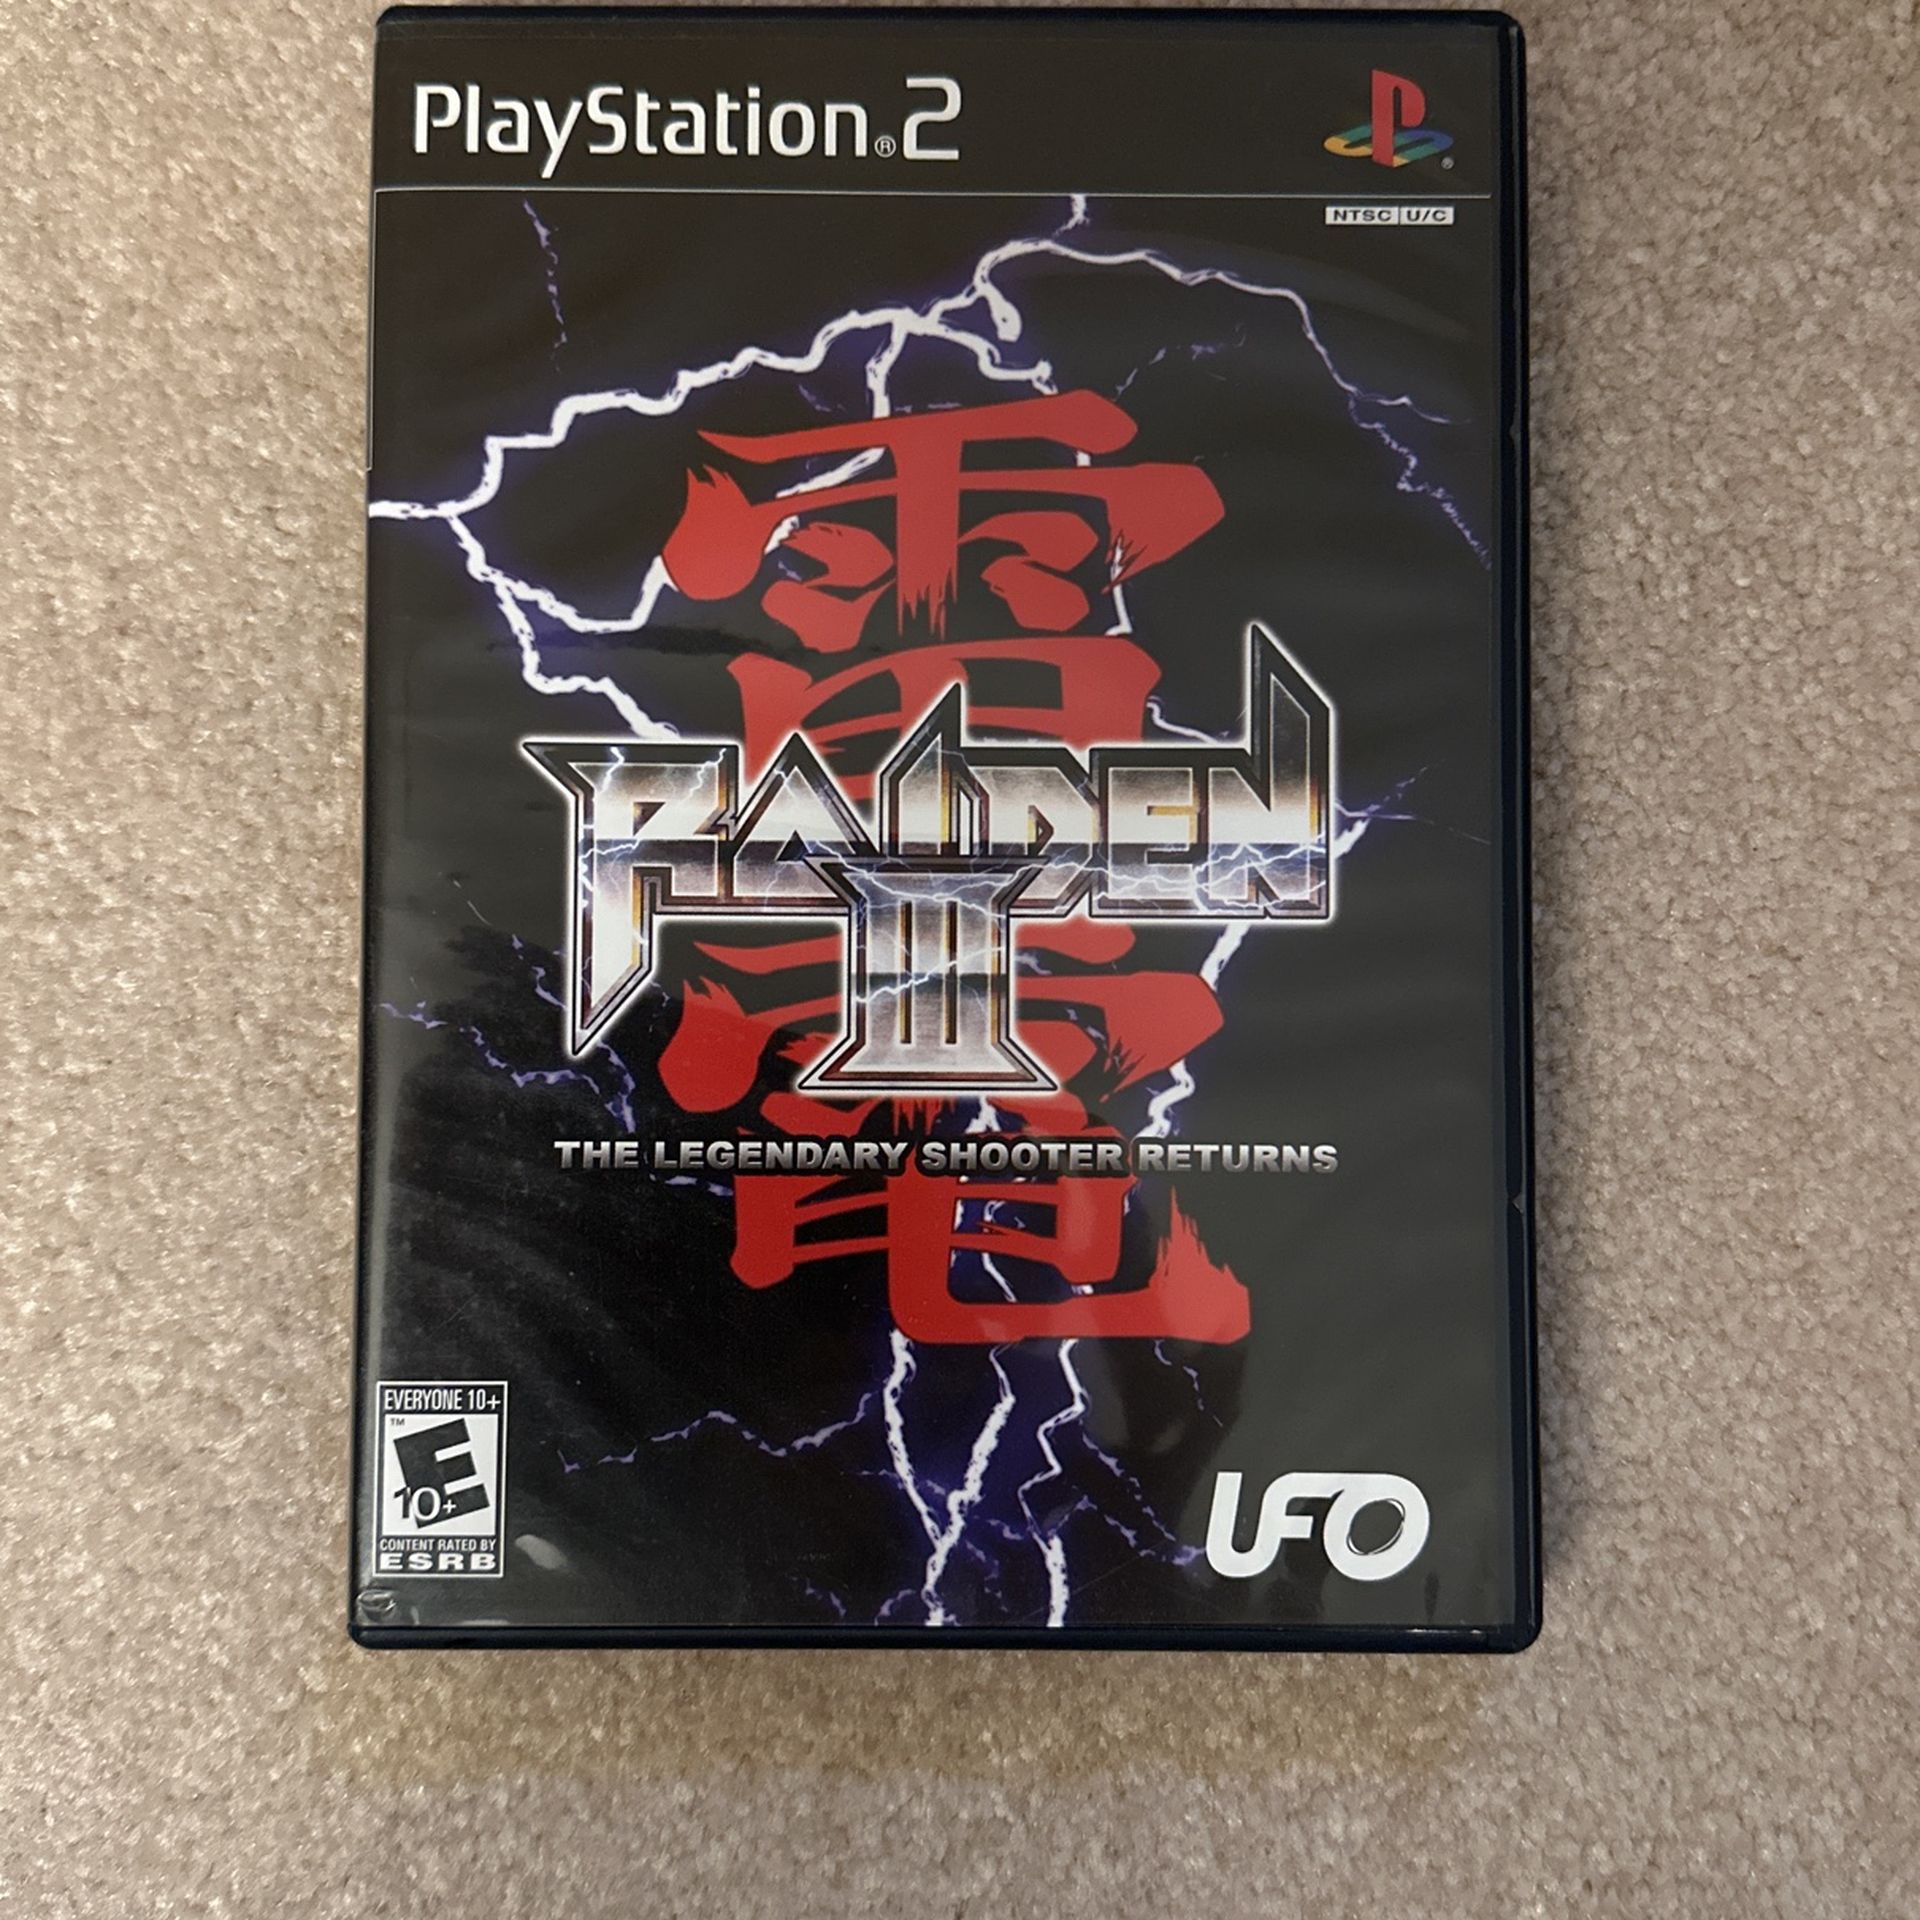 PlayStation®2
NTSC U/C
雷電
RAIDEN
III
THE LEGENDARY SHOOTER RETURNS
EVERYONE 10+
™
E
10+
CONTENT RATED BY
ESRB
UFO